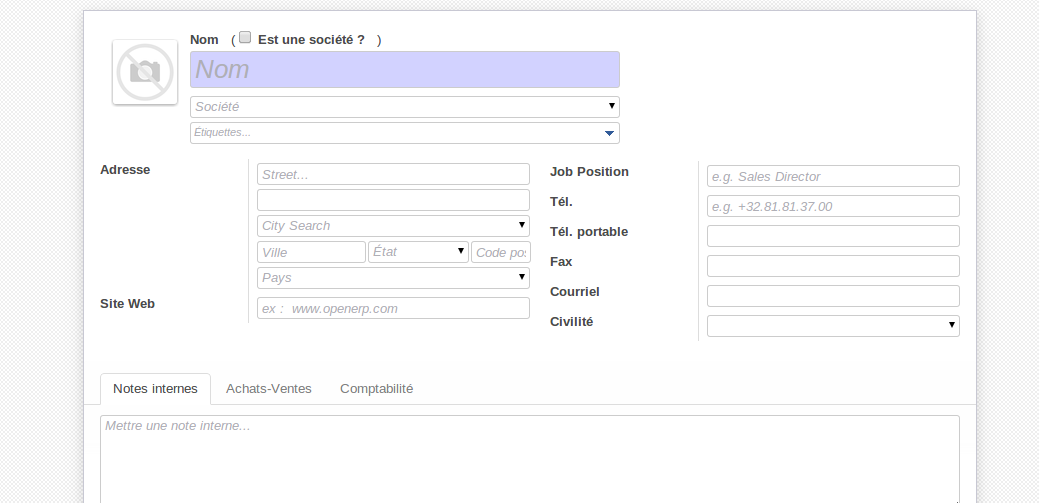 Nom ( Est une société ? )
Nom
Société
Étiquettes...
Adresse
Street...
City Search
Ville État Code pos
Pays
Site Web
ex : www.openerp.com
Job Position
e.g. Sales Director
Tél.
e.g. +32.81.81.37.00
Tél. portable
Fax
Courriel
Civilité
Notes internes Achats-Ventes Comptabilité
Mettre une note interne...